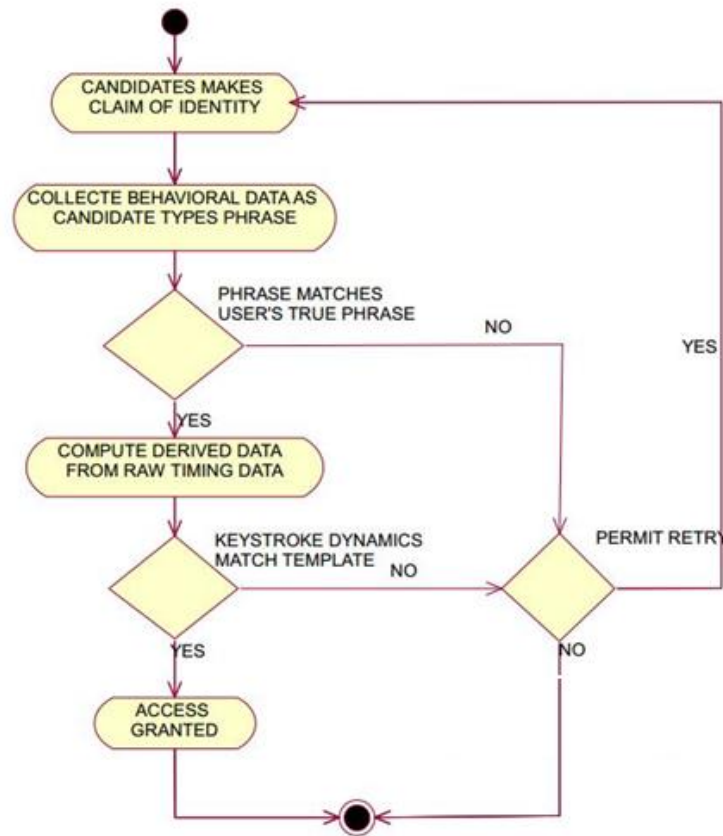 CANDIDATES MAKES
CLAIM OF IDENTITY
COLLECTE BEHAVIORAL DATA AS
CANDIDATE TYPES PHRASE
PHRASE MATCHES
USER'S TRUE PHRASE
NO
YES
YES
COMPUTE DERIVED DATA
FROM RAW TIMING DATA
KEYSTROKE DYNAMICS
MATCH TEMPLATE
NO
PERMIT RETRY
YES
NO
ACCESS
GRANTED